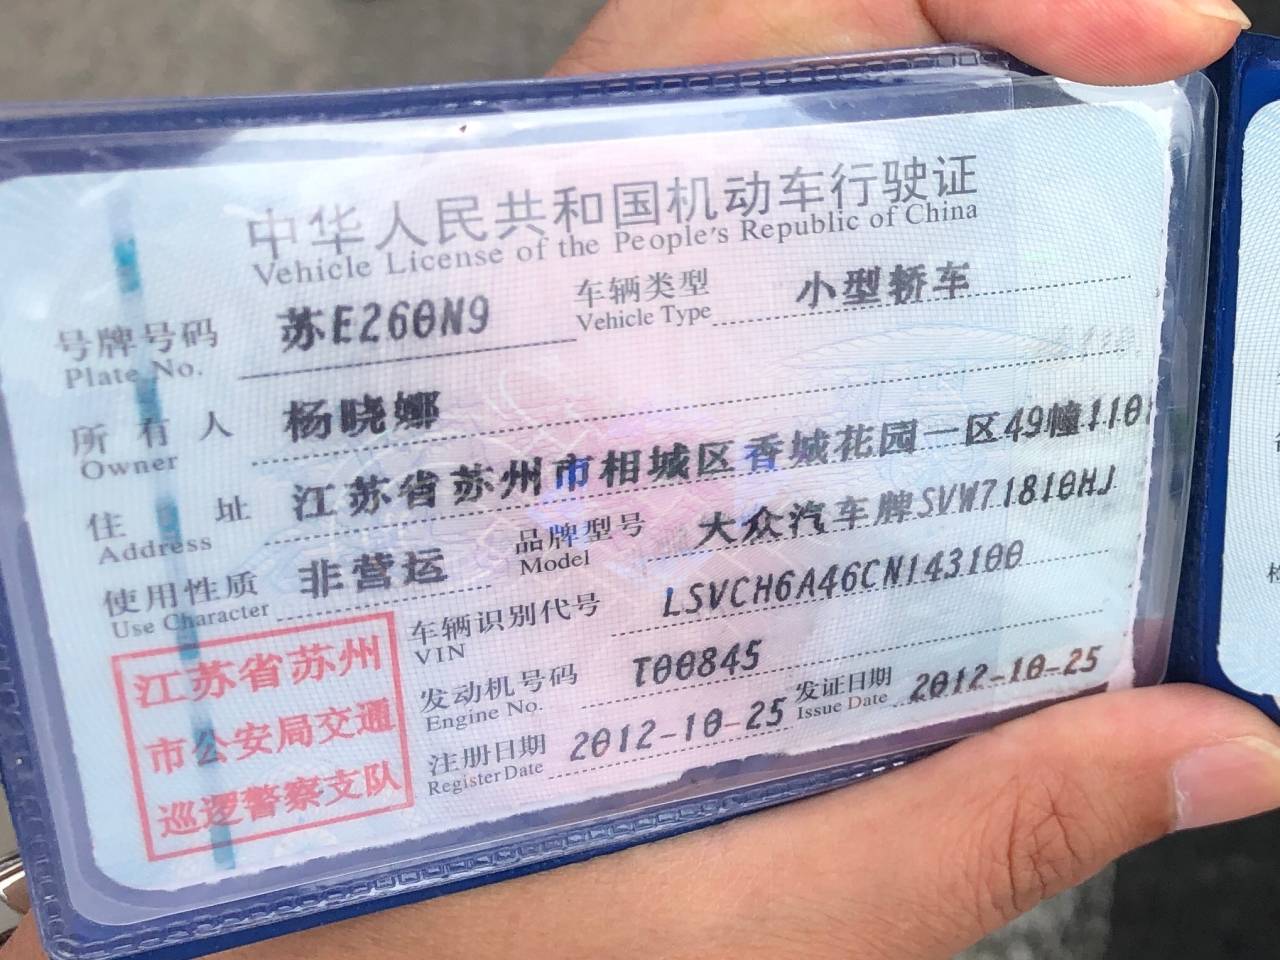 中华人民共和国机动车行驶证
Vehicle License of the People's Republic of China
号牌号码 苏E260N9 车辆类型 小型轿车
Plate No. Vehicle Type
所有人 杨晓娜
Owner
住址 江苏省苏州市相城区香城花园一区49幢110
Address
使用性质 非营运 品牌型号 大众汽车牌SVW71810HJ
Use Character Model
江苏省苏州
市公安局交通
巡逻警察支队
车辆识别代号 LSVCH6A46CN143100
VIN
发动机号码 T00845 发证日期 2012-10-25
Engine No. Issue Date
注册日期 2012-10-25
Register Date